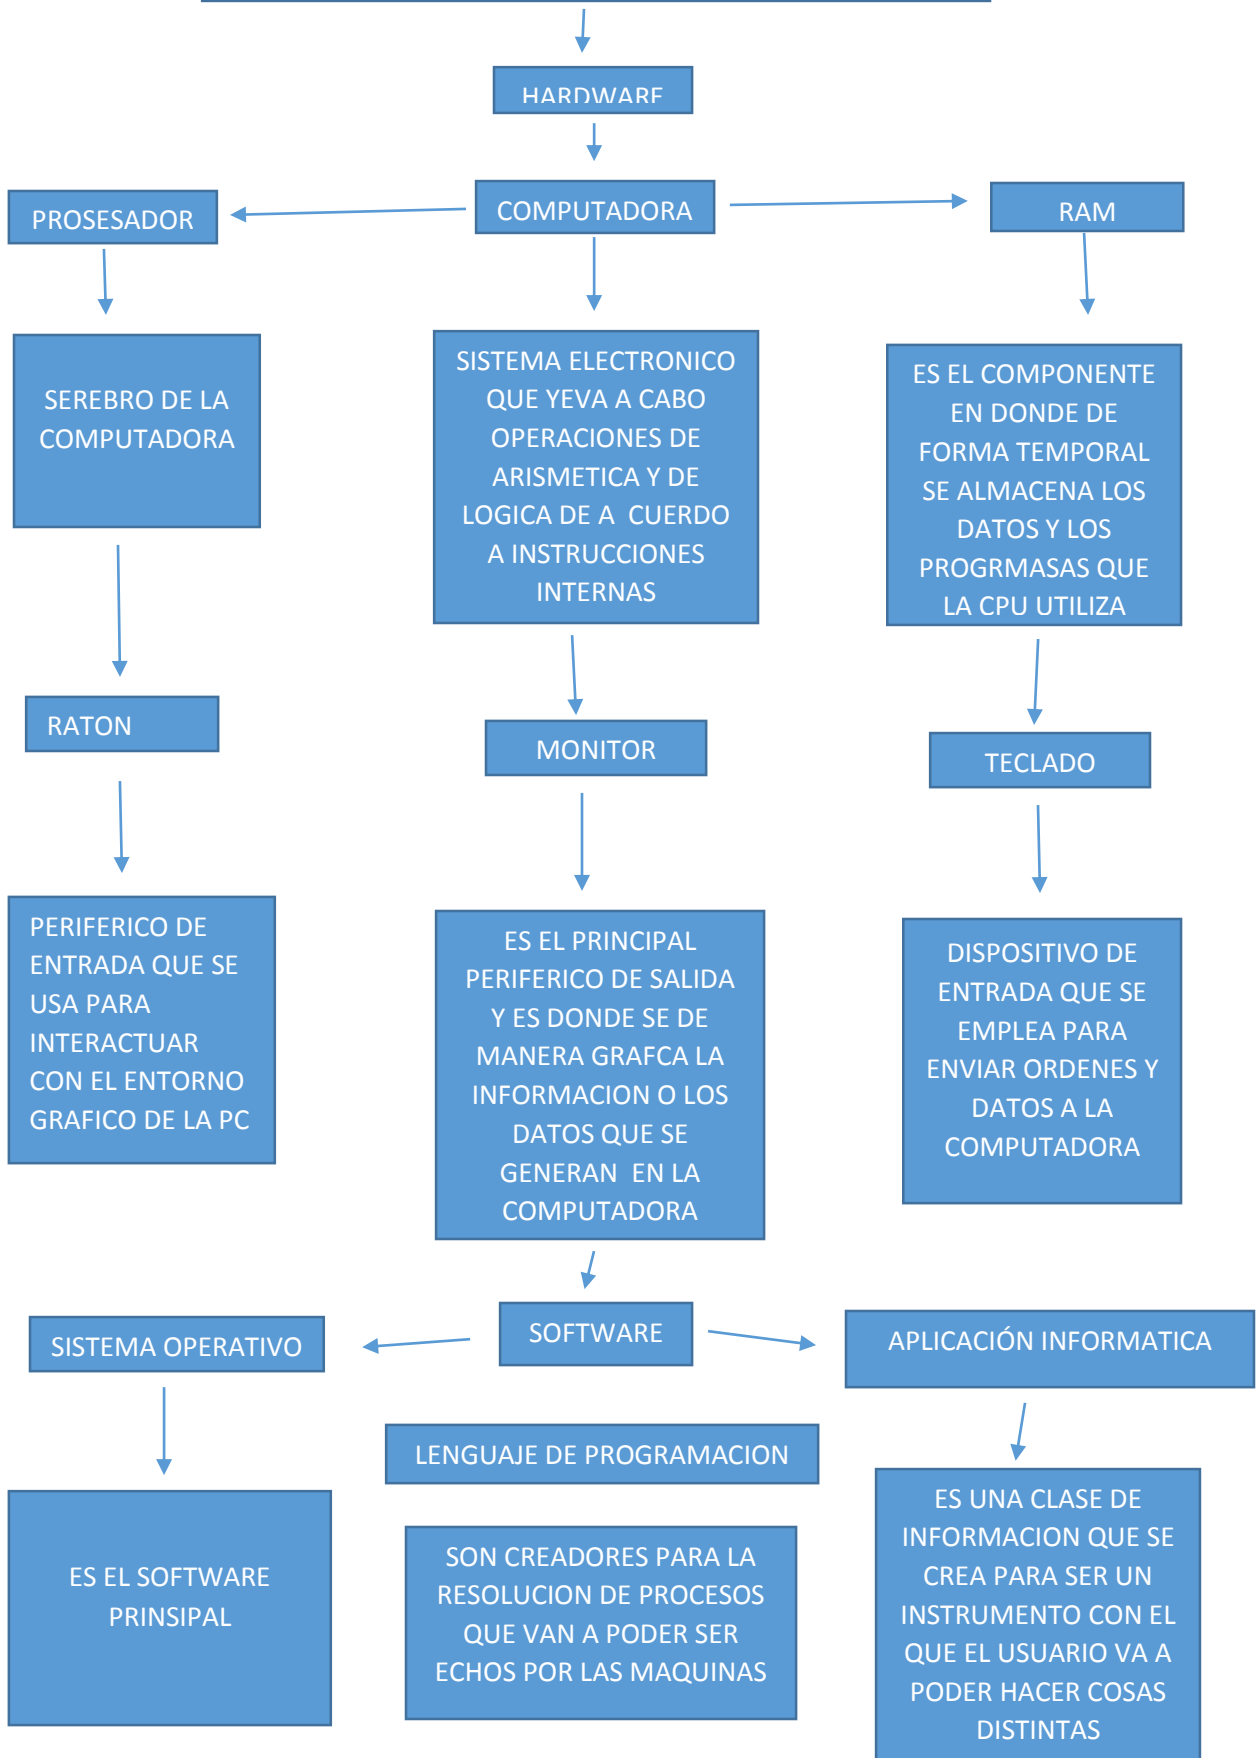 HARDWARE
PROSESADOR
COMPUTADORA
RAM
SEREBRO DE LA
COMPUTADORA
SISTEMA ELECTRONICO
QUE YEVA A CABO
OPERACIONES DE
ARISMETICA Y DE
LOGICA DE A  CUERDO
A INSTRUCCIONES
INTERNAS
ES EL COMPONENTE
EN DONDE DE
FORMA TEMPORAL
SE ALMACENA LOS
DATOS Y LOS
PROGRMASAS QUE
LA CPU UTILIZA
RATON
MONITOR
TECLADO
PERIFERICO DE
ENTRADA QUE SE
USA PARA
INTERACTUAR
CON EL ENTORNO
GRAFICO DE LA PC
ES EL PRINCIPAL
PERIFERICO DE SALIDA
Y ES DONDE SE DE
MANERA GRAFCA LA
INFORMACION O LOS
DATOS QUE SE
GENERAN  EN LA
COMPUTADORA
DISPOSITIVO DE
ENTRADA QUE SE
EMPLEA PARA
ENVIAR ORDENES Y
DATOS A LA
COMPUTADORA
SISTEMA OPERATIVO
SOFTWARE
APLICACIÓN INFORMATICA
LENGUAJE DE PROGRAMACION
ES EL SOFTWARE
PRINSIPAL
SON CREADORES PARA LA
RESOLUCION DE PROCESOS
QUE VAN A PODER SER
ECHOS POR LAS MAQUINAS
ES UNA CLASE DE
INFORMACION QUE SE
CREA PARA SER UN
INSTRUMENTO CON EL
QUE EL USUARIO VA A
PODER HACER COSAS
DISTINTAS